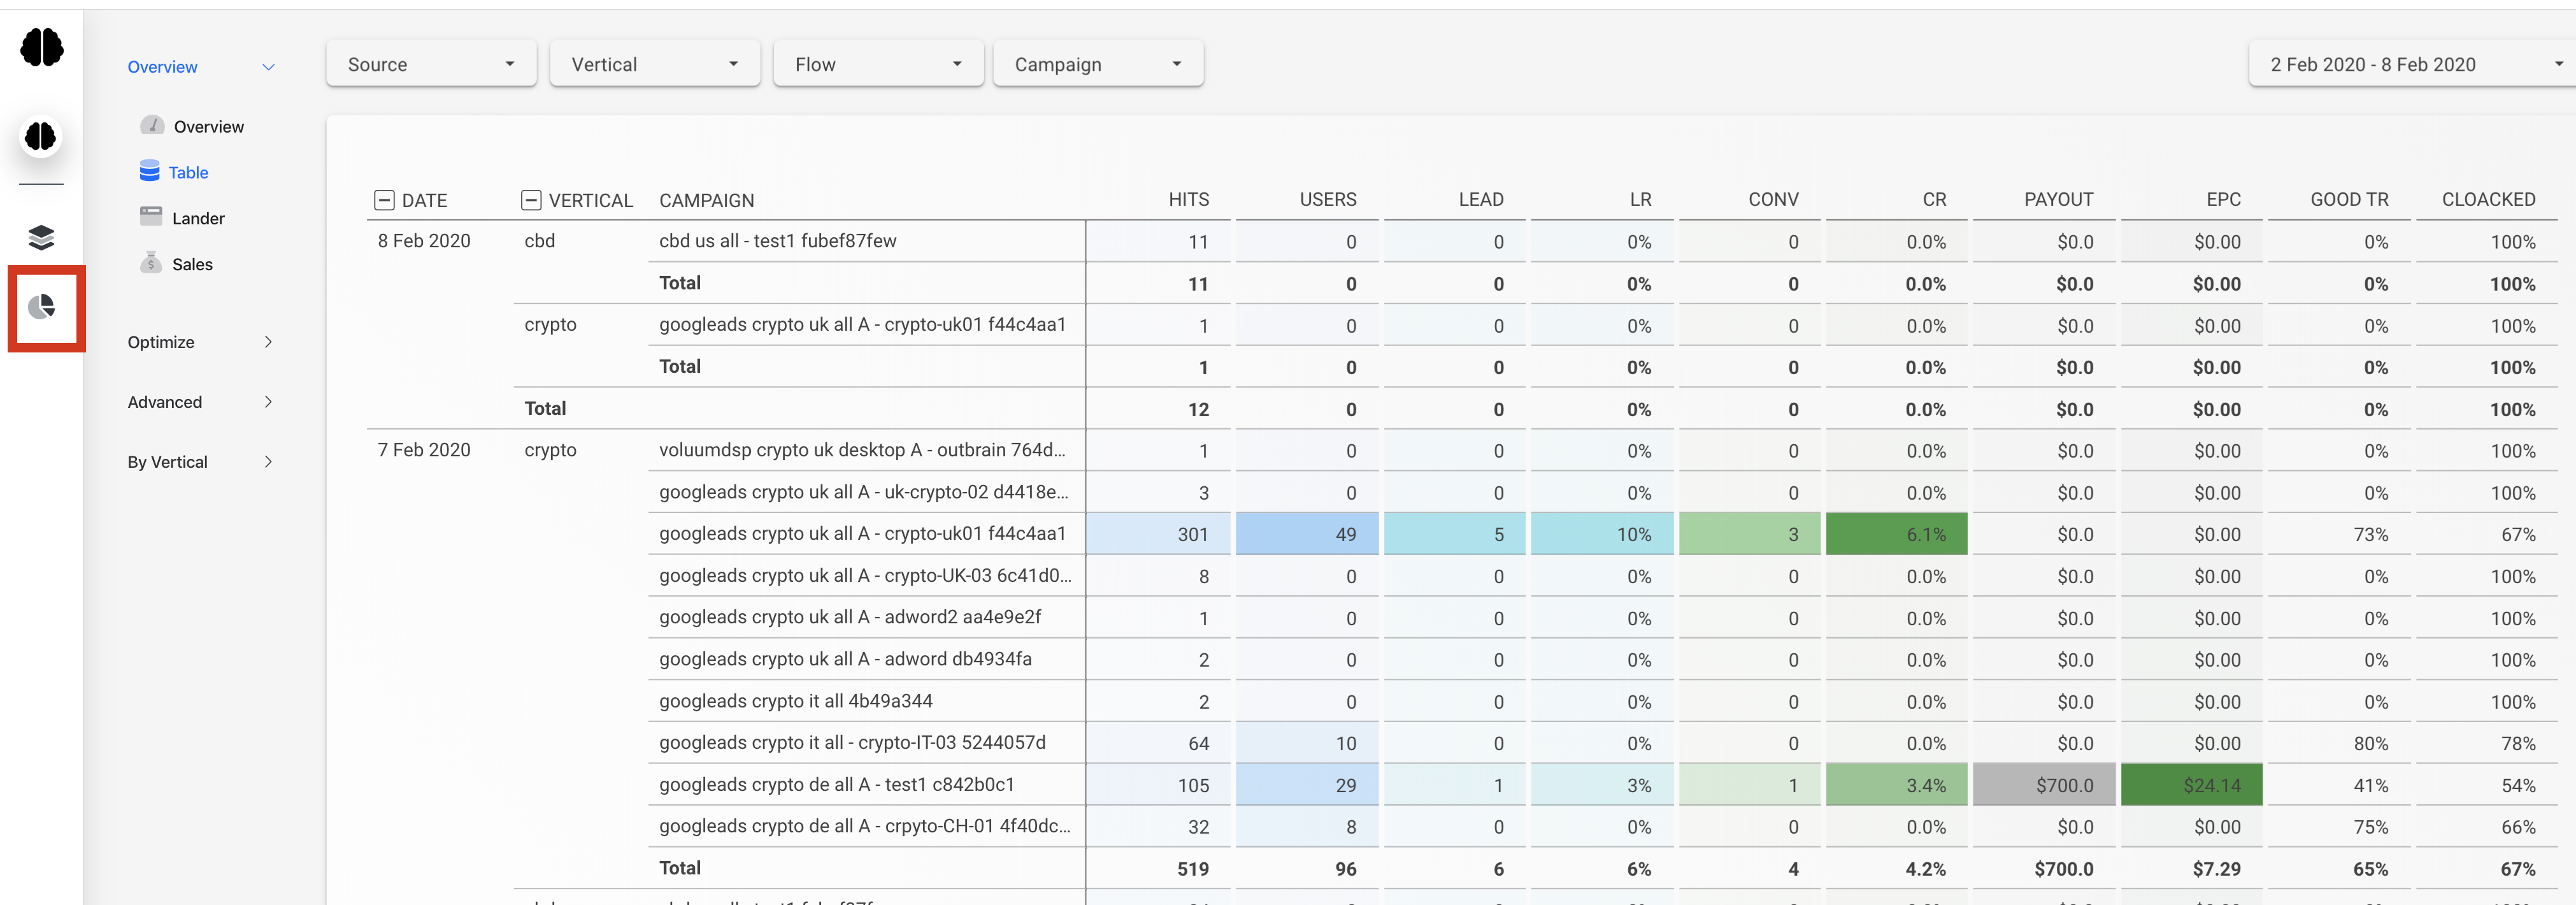 Overview
Source
Vertical
Flow
Campaign
2 Feb 2020 - 8 Feb 2020
Overview
Table
Lander
Sales
Optimize
Advanced
By Vertical
DATE VERTICAL CAMPAIGN HITS USERS LEAD LR CONV CR PAYOUT EPC GOOD TR CLOACKED
8 Feb 2020 cbd cbd us all - test1 fubef87few 11 0 0 0% 0 0.0% $0.0 $0.00 0% 100%
Total 11 0 0 0% 0 0.0% $0.0 $0.00 0% 100%
crypto googleads crypto uk all A - crypto-uk01 f44c4aa1 1 0 0 0% 0 0.0% $0.0 $0.00 0% 100%
Total 1 0 0 0% 0 0.0% $0.0 $0.00 0% 100%
Total 12 0 0 0% 0 0.0% $0.0 $0.00 0% 100%
7 Feb 2020 crypto voluumdsp crypto uk desktop A - outbrain 764d... 1 0 0 0% 0 0.0% $0.0 $0.00 0% 100%
googleads crypto uk all A - uk-crypto-02 d4418e... 3 0 0 0% 0 0.0% $0.0 $0.00 0% 100%
googleads crypto uk all A - crypto-uk01 f44c4aa1 301 49 5 10% 3 6.1% $0.0 $0.00 73% 67%
googleads crypto uk all A - crypto-UK-03 6c41d0... 8 0 0 0% 0 0.0% $0.0 $0.00 0% 100%
googleads crypto uk all A - adword2 aa4e9e2f 1 0 0 0% 0 0.0% $0.0 $0.00 0% 100%
googleads crypto uk all A - adword db4934fa 2 0 0 0% 0 0.0% $0.0 $0.00 0% 100%
googleads crypto it all 4b49a344 2 0 0 0% 0 0.0% $0.0 $0.00 0% 100%
googleads crypto it all - crypto-IT-03 5244057d 64 10 0 0% 0 0.0% $0.0 $0.00 80% 78%
googleads crypto de all A - test1 c842b0c1 105 29 1 3% 1 3.4% $700.0 $24.14 41% 54%
googleads crypto de all A - crpyto-CH-01 4f40dc... 32 8 0 0% 0 0.0% $0.0 $0.00 75% 66%
Total 519 96 6 6% 4 4.2% $700.0 $7.29 65% 67%